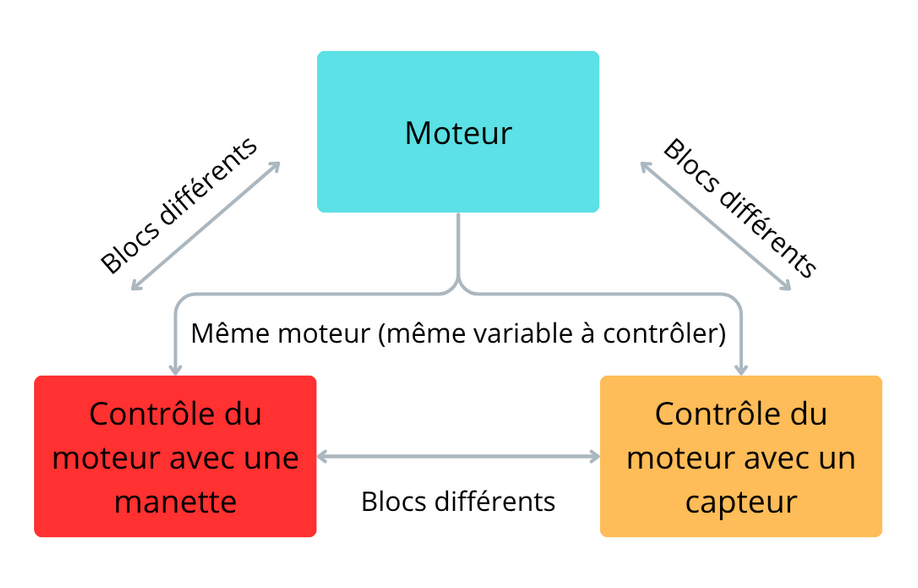 Moteur
Blocs différents
Blocs différents
Même moteur (même variable à contrôler)
Contrôle du
moteur avec une
manette
Blocs différents
Contrôle du
moteur avec un
capteur